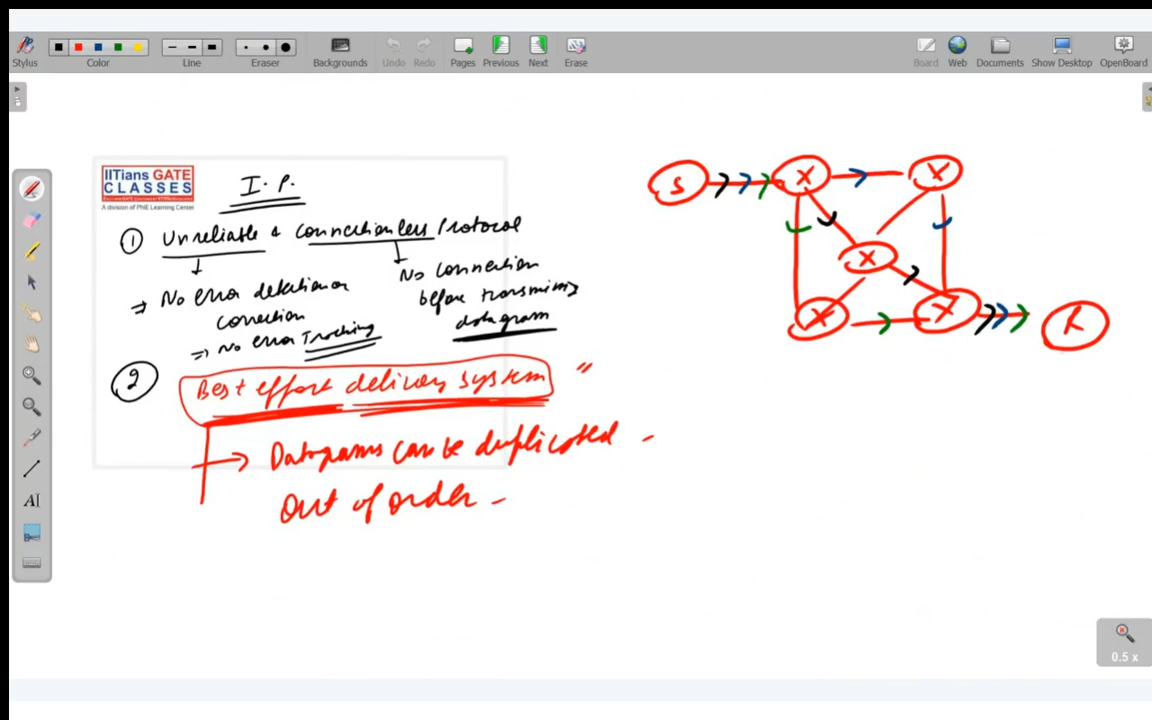 Stylus
Color
Line
Eraser
Backgrounds
Undo
Redo
Pages
Previous
Next
Erase
Board
Web
Documents
Show Desktop
OpenBoard
IITians GATE
CLASSES
A division of PhIE Learning Center
I.P.
① Unreliable & connectionless Protocol
⇒ No error detection or
correction
⇒ No error Tracking
No connection
before transmitting
datagram
② Best effort delivery system "
→ Datagrams can be duplicated -
Out of order -
S
X
X
X
X
X
R
AI
0.5 x